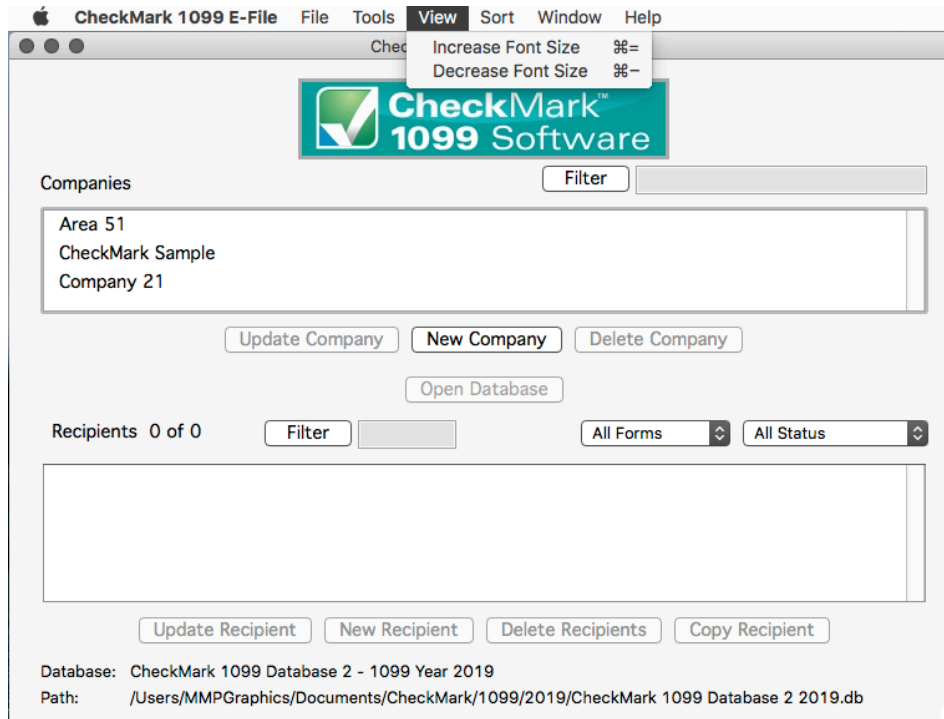 CheckMark 1099 E-File File Tools View Sort Window Help
Chec
Increase Font Size ⌘=
Decrease Font Size ⌘−
CheckMark™
1099 Software
Companies Filter
Area 51
CheckMark Sample
Company 21
Update Company New Company Delete Company
Open Database
Recipients 0 of 0 Filter All Forms All Status
Update Recipient New Recipient Delete Recipients Copy Recipient
Database: CheckMark 1099 Database 2 - 1099 Year 2019
Path: /Users/MMPGraphics/Documents/CheckMark/1099/2019/CheckMark 1099 Database 2 2019.db